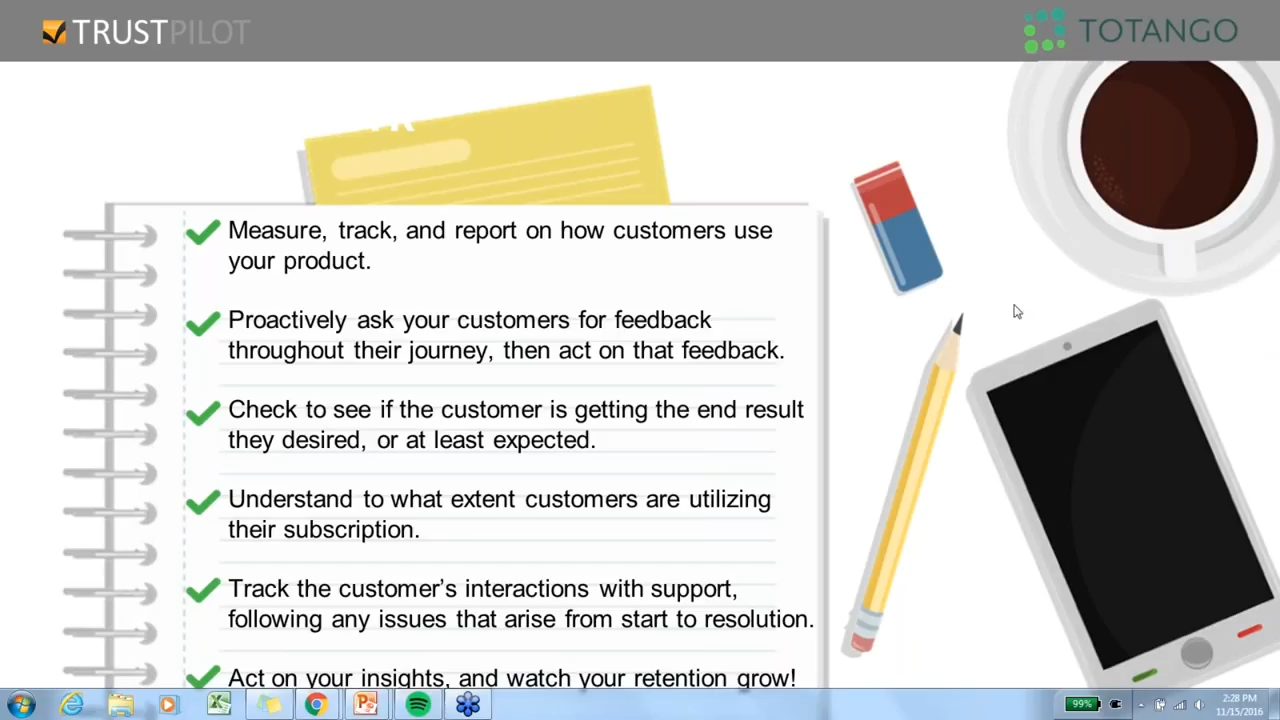 TRUSTPILOT
TOTANGO
Measure, track, and report on how customers use
your product.
Proactively ask your customers for feedback
throughout their journey, then act on that feedback.
Check to see if the customer is getting the end result
they desired, or at least expected.
Understand to what extent customers are utilizing
their subscription.
Track the customer’s interactions with support,
following any issues that arise from start to resolution.
Act on your insights, and watch your retention grow!
99%
2:28 PM
11/15/2016